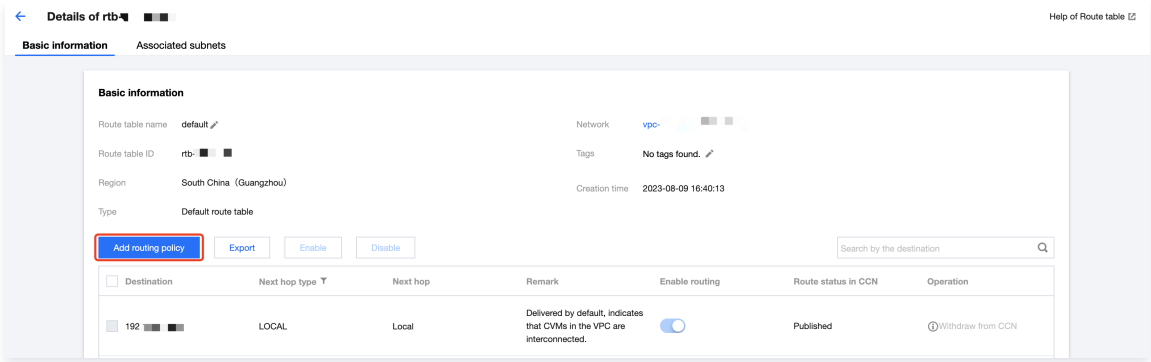 Details of rtb-
Help of Route table
Basic information Associated subnets
Basic information
Route table name default
Network vpc-
Route table ID rtb-
Tags No tags found.
Region South China（Guangzhou）
Creation time 2023-08-09 16:40:13
Type Default route table
Add routing policy Export Enable Disable Search by the destination
Destination Next hop type Next hop Remark Enable routing Route status in CCN Operation
Delivered by default, indicates
192 LOCAL Local that CVMs in the VPC are Published Withdraw from CCN
interconnected.